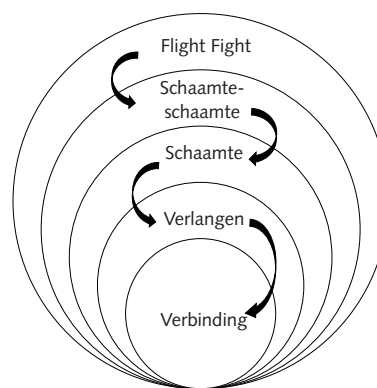 Flight Fight
Schaamte-
schaamte
Schaamte
Verlangen
Verbinding